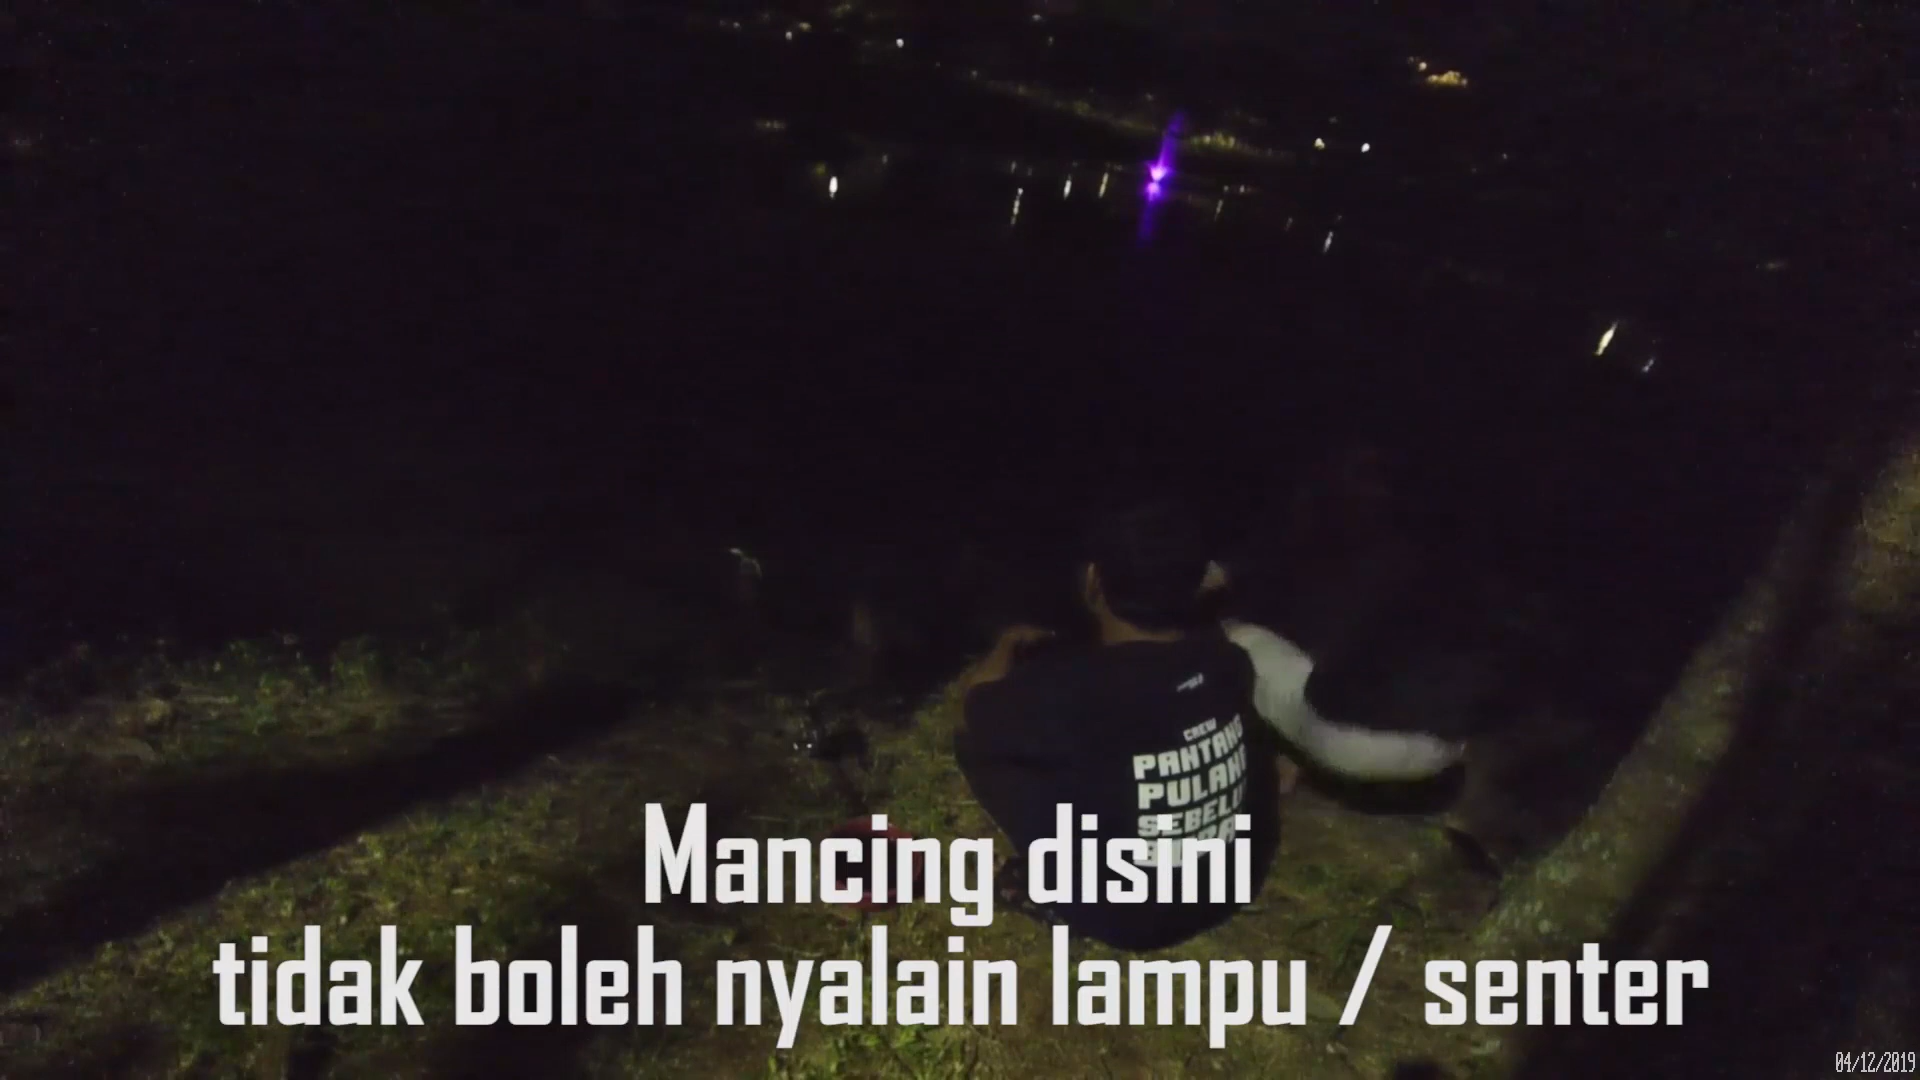 CREW
PANTANG
PULANG
Mancing disini
tidak boleh nyalain lampu / senter
04/12/2019